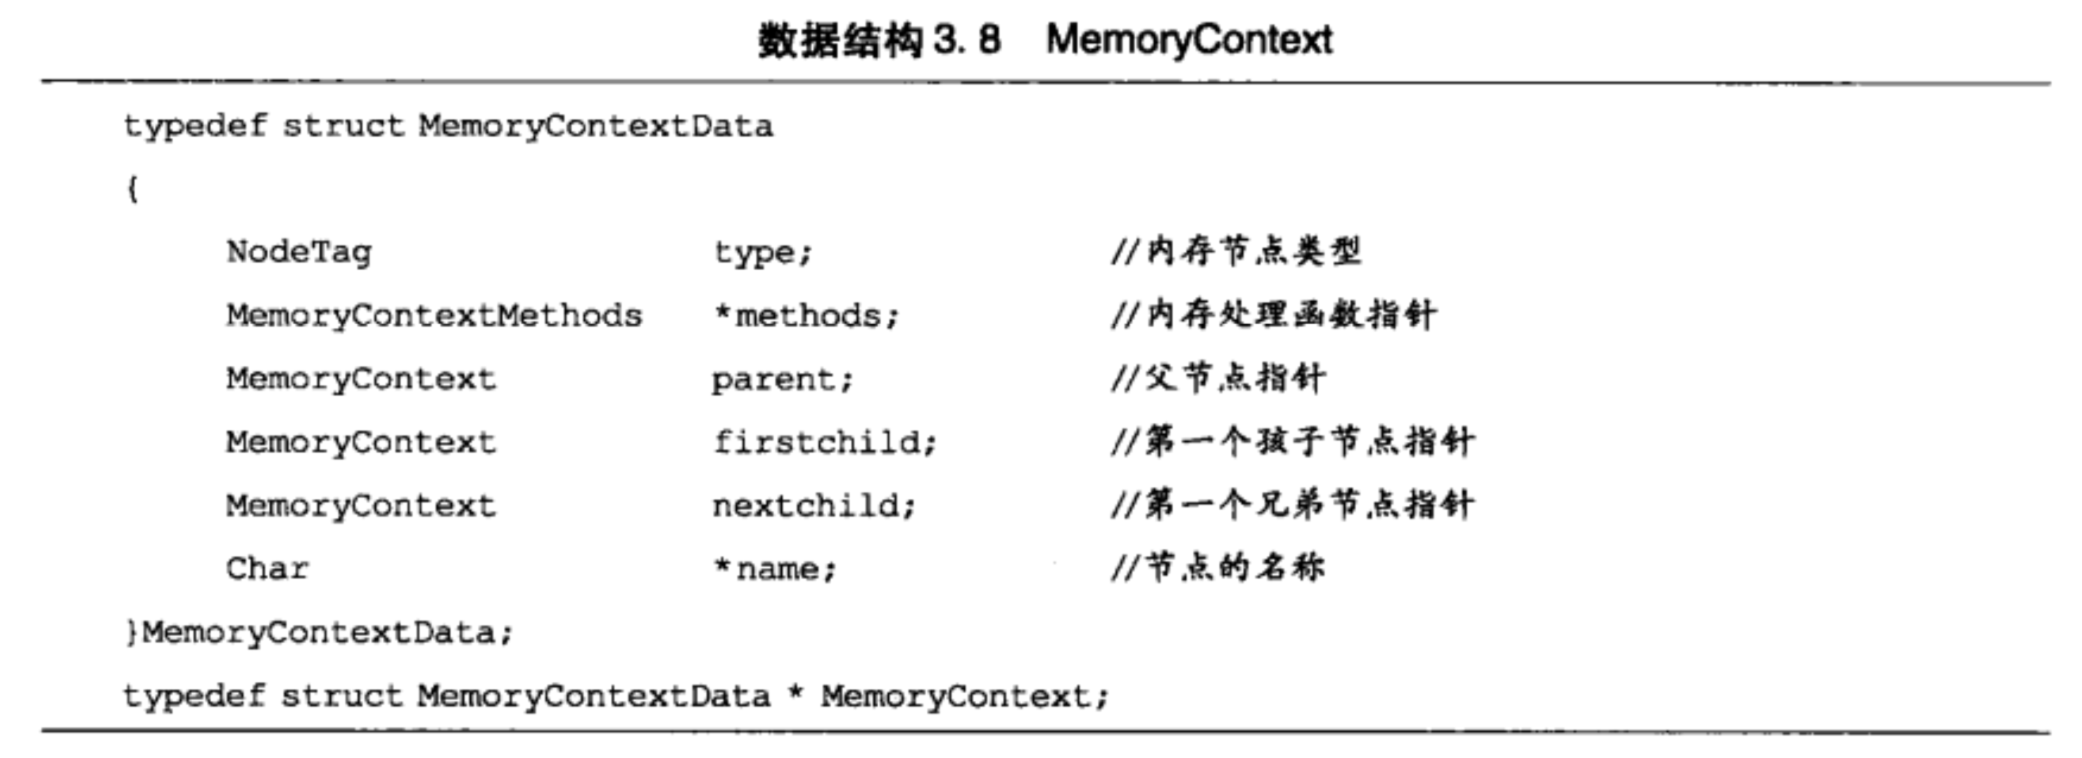 数据结构 3. 8 MemoryContext
typedef struct MemoryContextData
{
NodeTag type; //内存节点类型
MemoryContextMethods *methods; //内存处理函数指针
MemoryContext parent; //父节点指针
MemoryContext firstchild; //第一个孩子节点指针
MemoryContext nextchild; //第一个兄弟节点指针
Char *name; //节点的名称
}MemoryContextData;
typedef struct MemoryContextData * MemoryContext;